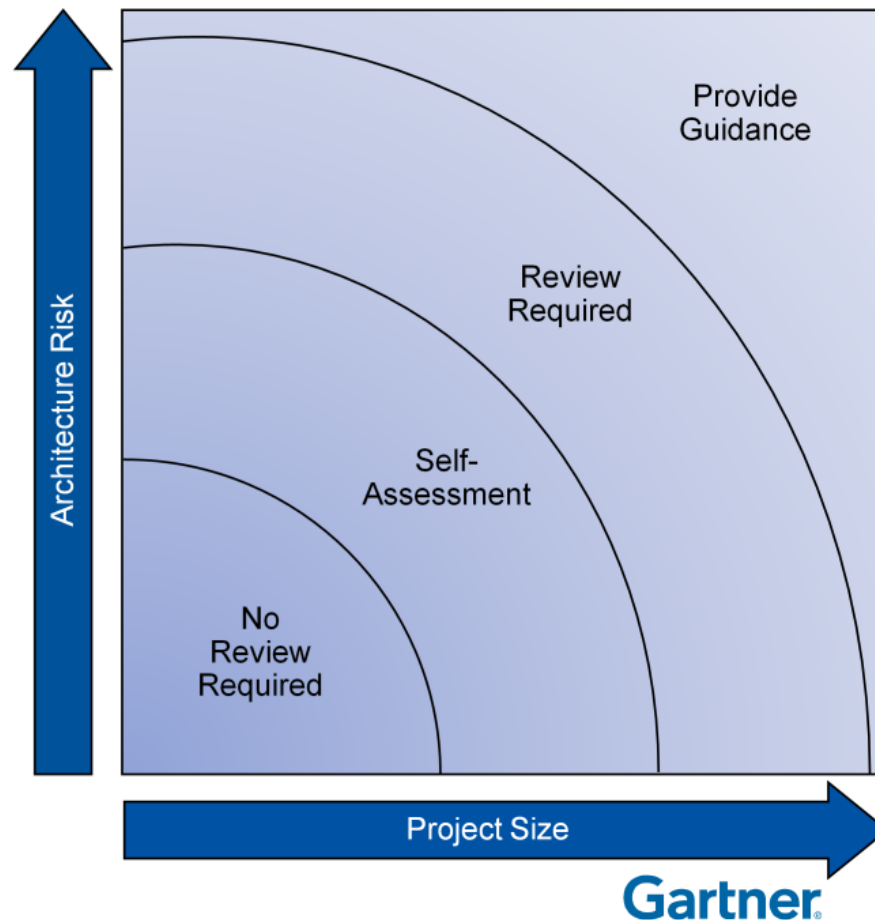 Provide
Guidance
Review
Required
Self-
Assessment
No
Review
Required
Architecture Risk
Project Size
Gartner®